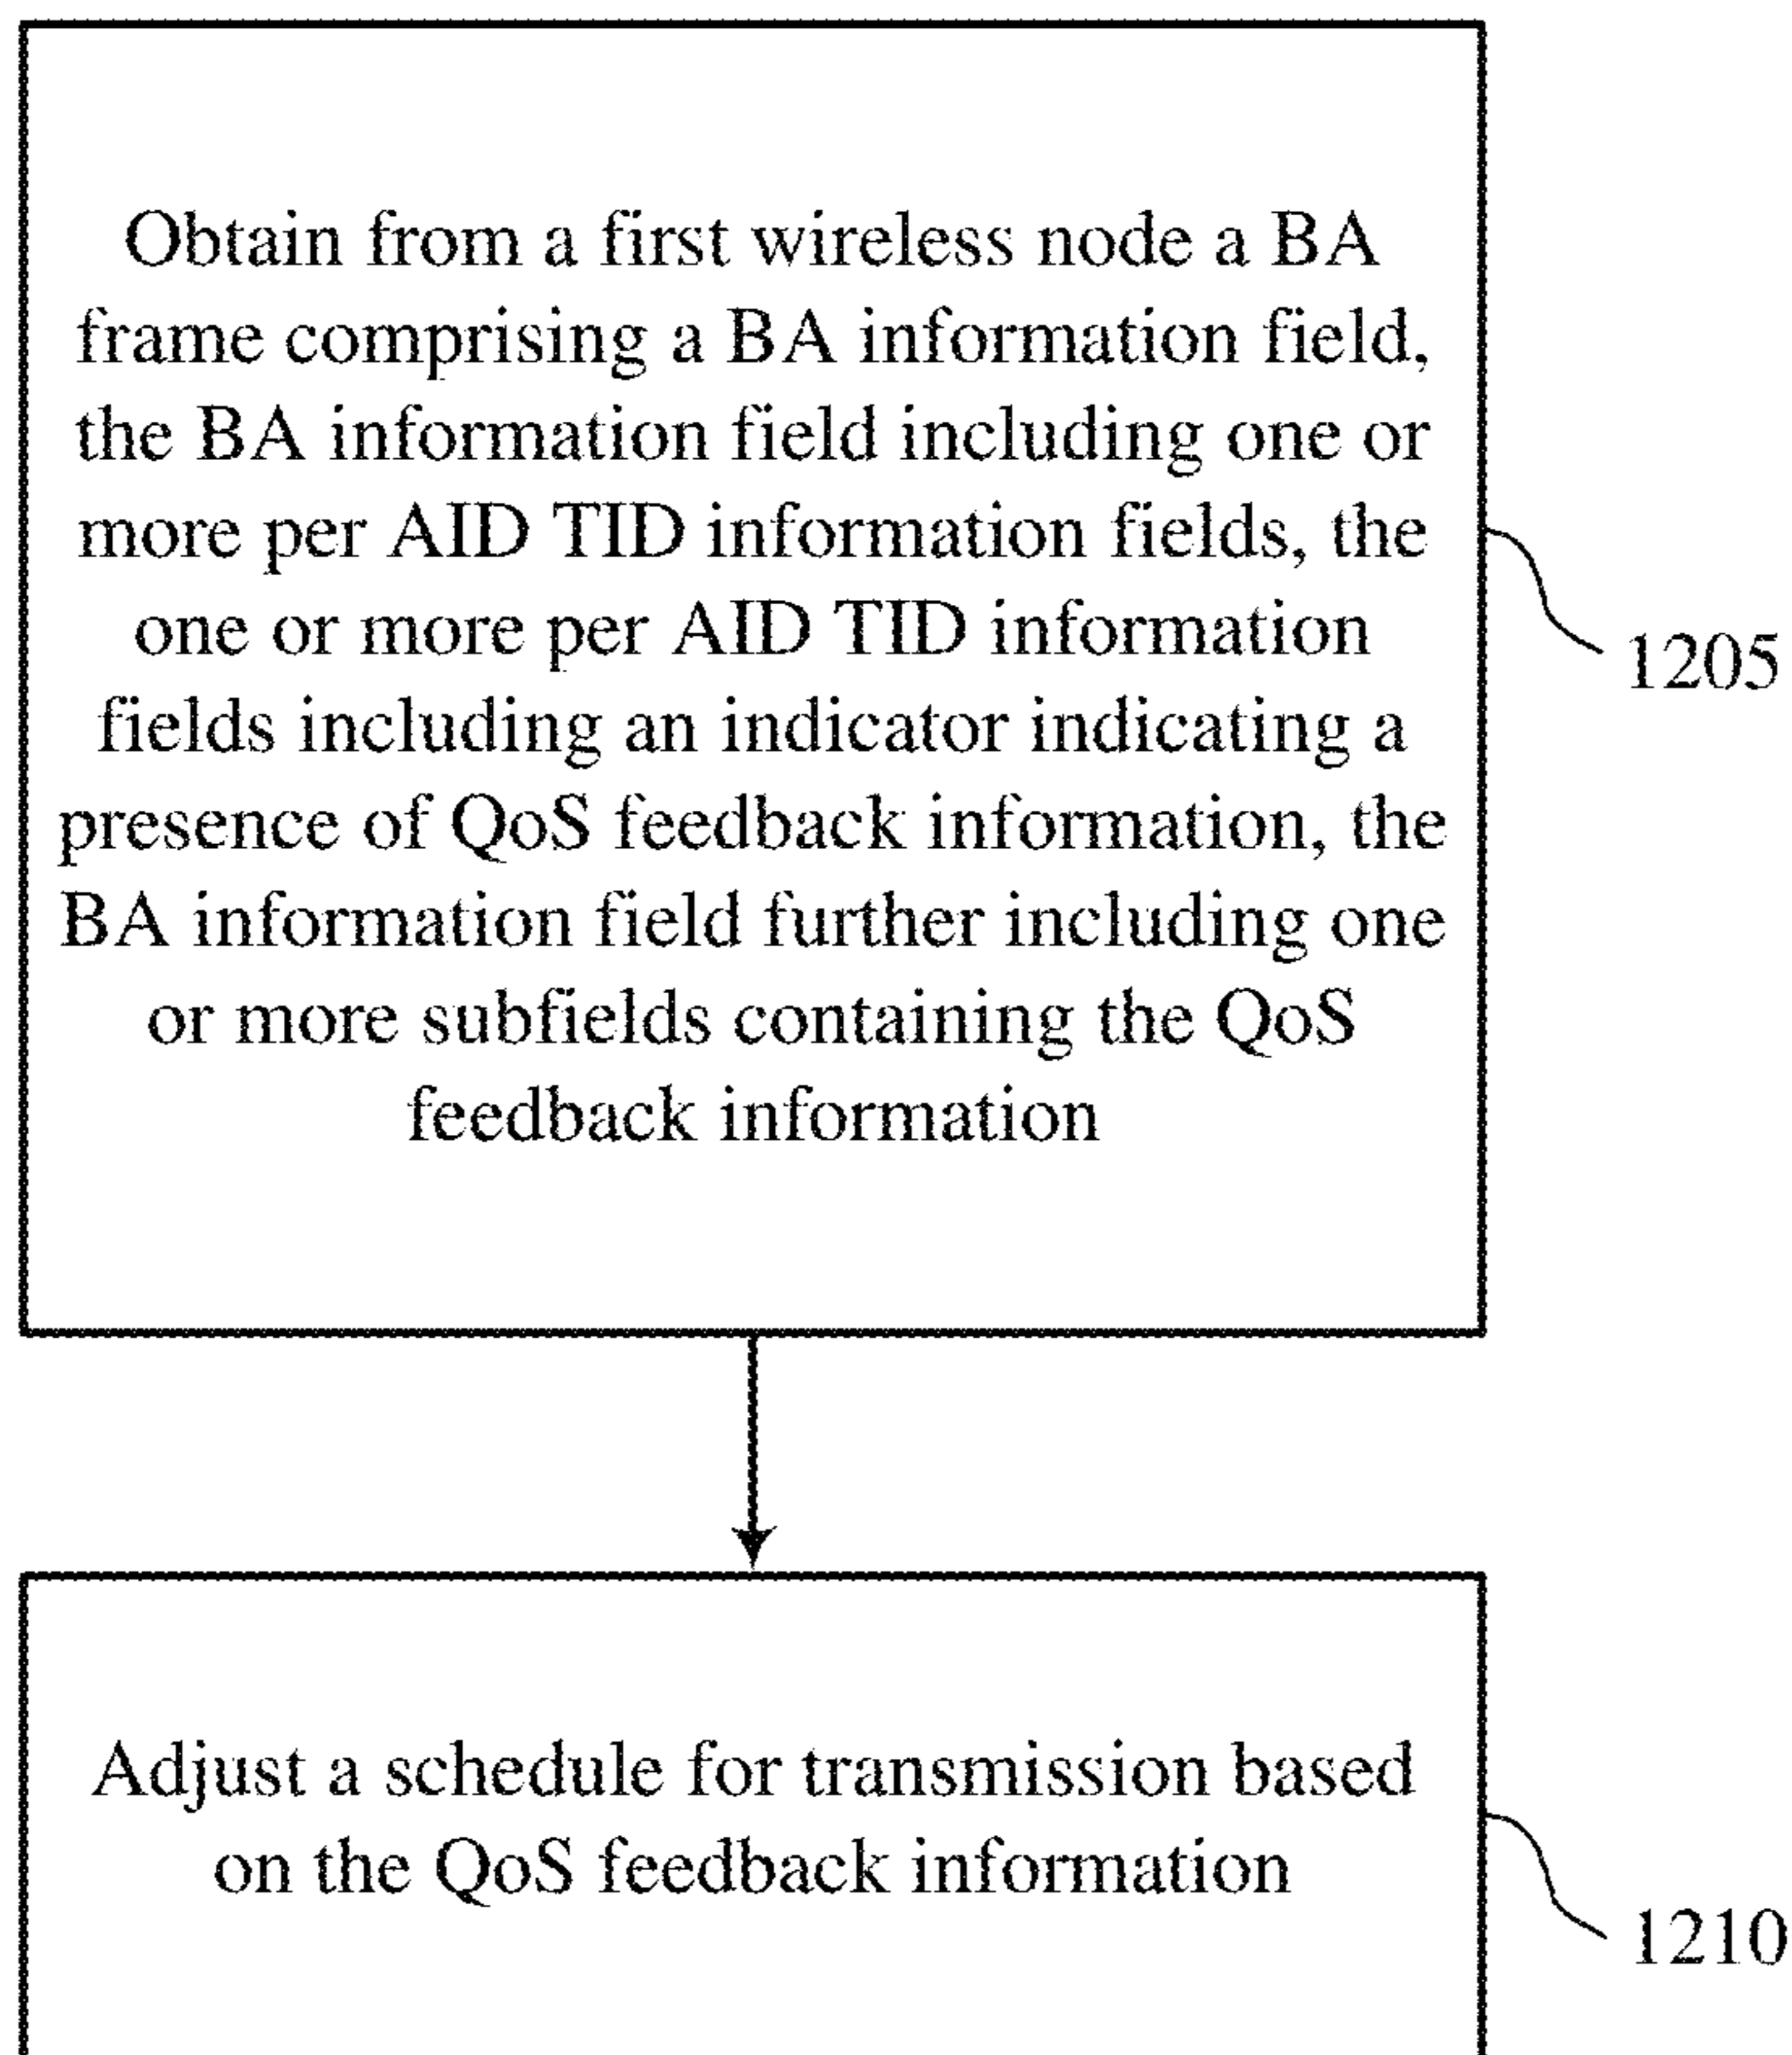 Obtain from a first wireless node a BA
frame comprising a BA information field,
the BA information field including one or
more per AID TID information fields, the
one or more per AID TID information
fields including an indicator indicating a
presence of QoS feedback information, the
BA information field further including one
or more subfields containing the QoS
feedback information
1205
Adjust a schedule for transmission based
on the QoS feedback information
1210